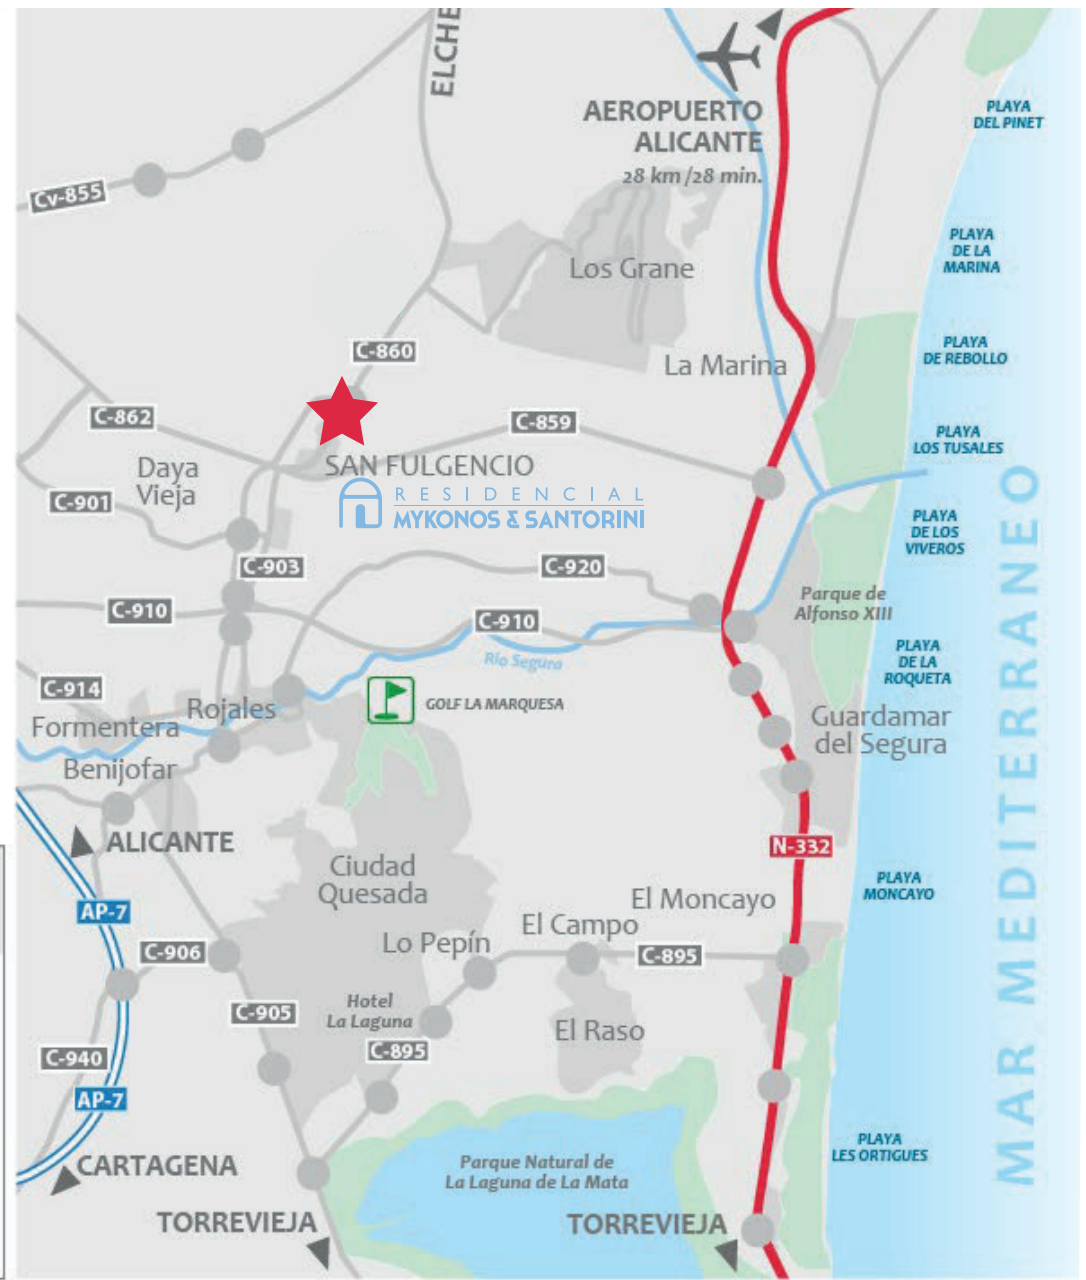 ELCHE
AEROPUERTO
ALICANTE
28 km /28 min.
PLAYA
DEL PINET
Cv-855
PLAYA
DE LA
MARINA
Los Grane
C-860
La Marina
PLAYA
DE REBOLLO
C-862
C-859
PLAYA
LOS TUSALES
Daya
Vieja
SAN FULGENCIO
C-901
RESIDENCIAL
MYKONOS & SANTORINI
PLAYA
DE LOS
VIVEROS
MAR MEDITERRANEO
C-903
C-920
C-910
C-910
Parque de
Alfonso XIII
Río Segura
PLAYA
DE LA
ROQUETA
C-914
GOLF LA MARQUESA
Rojales
Formentera
Guardamar
del Segura
Benijofar
ALICANTE
N-332
Ciudad
Quesada
PLAYA
MONCAYO
El Moncayo
AP-7
El Campo
Lo Pepín
C-906
C-895
Hotel
La Laguna
C-905
El Raso
C-895
C-940
AP-7
CARTAGENA
Parque Natural de
La Laguna de La Mata
PLAYA
LES ORTIGUES
TORREVIEJA
TORREVIEJA